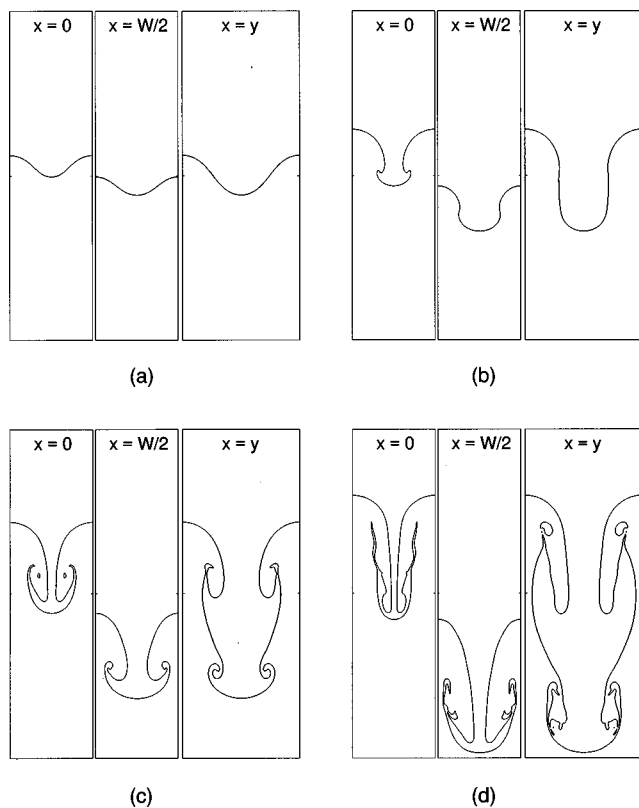 x = 0 x = W/2 x = y x = 0 x = W/2 x = y
(a) (b)
x = 0 x = W/2 x = y x = 0 x = W/2 x = y
(c) (d)